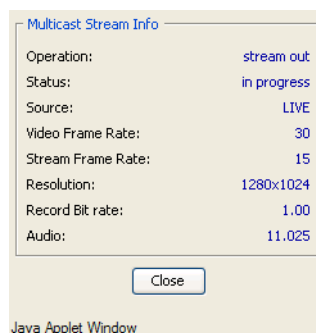 Multicast Stream Info
Operation: stream out
Status: in progress
Source: LIVE
Video Frame Rate: 30
Stream Frame Rate: 15
Resolution: 1280x1024
Record Bit rate: 1.00
Audio: 11.025
Close
Java Applet Window